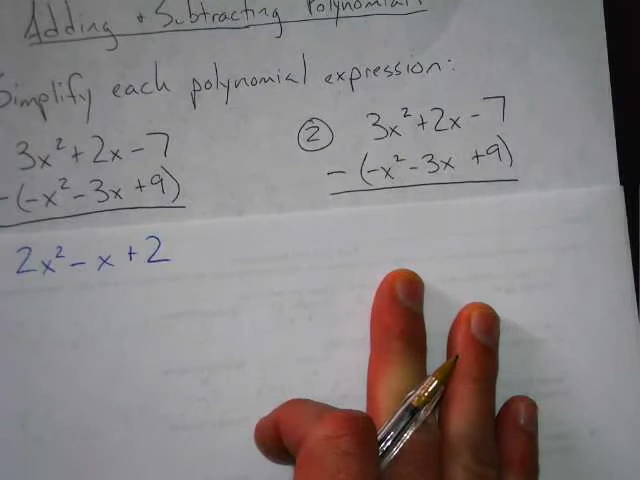 Adding & Subtracting Polynomials
Simplify each polynomial expression:
3x² + 2x - 7
- (-x² - 3x + 9)
2x² - x + 2
② 3x² + 2x - 7
- (-x² - 3x + 9)